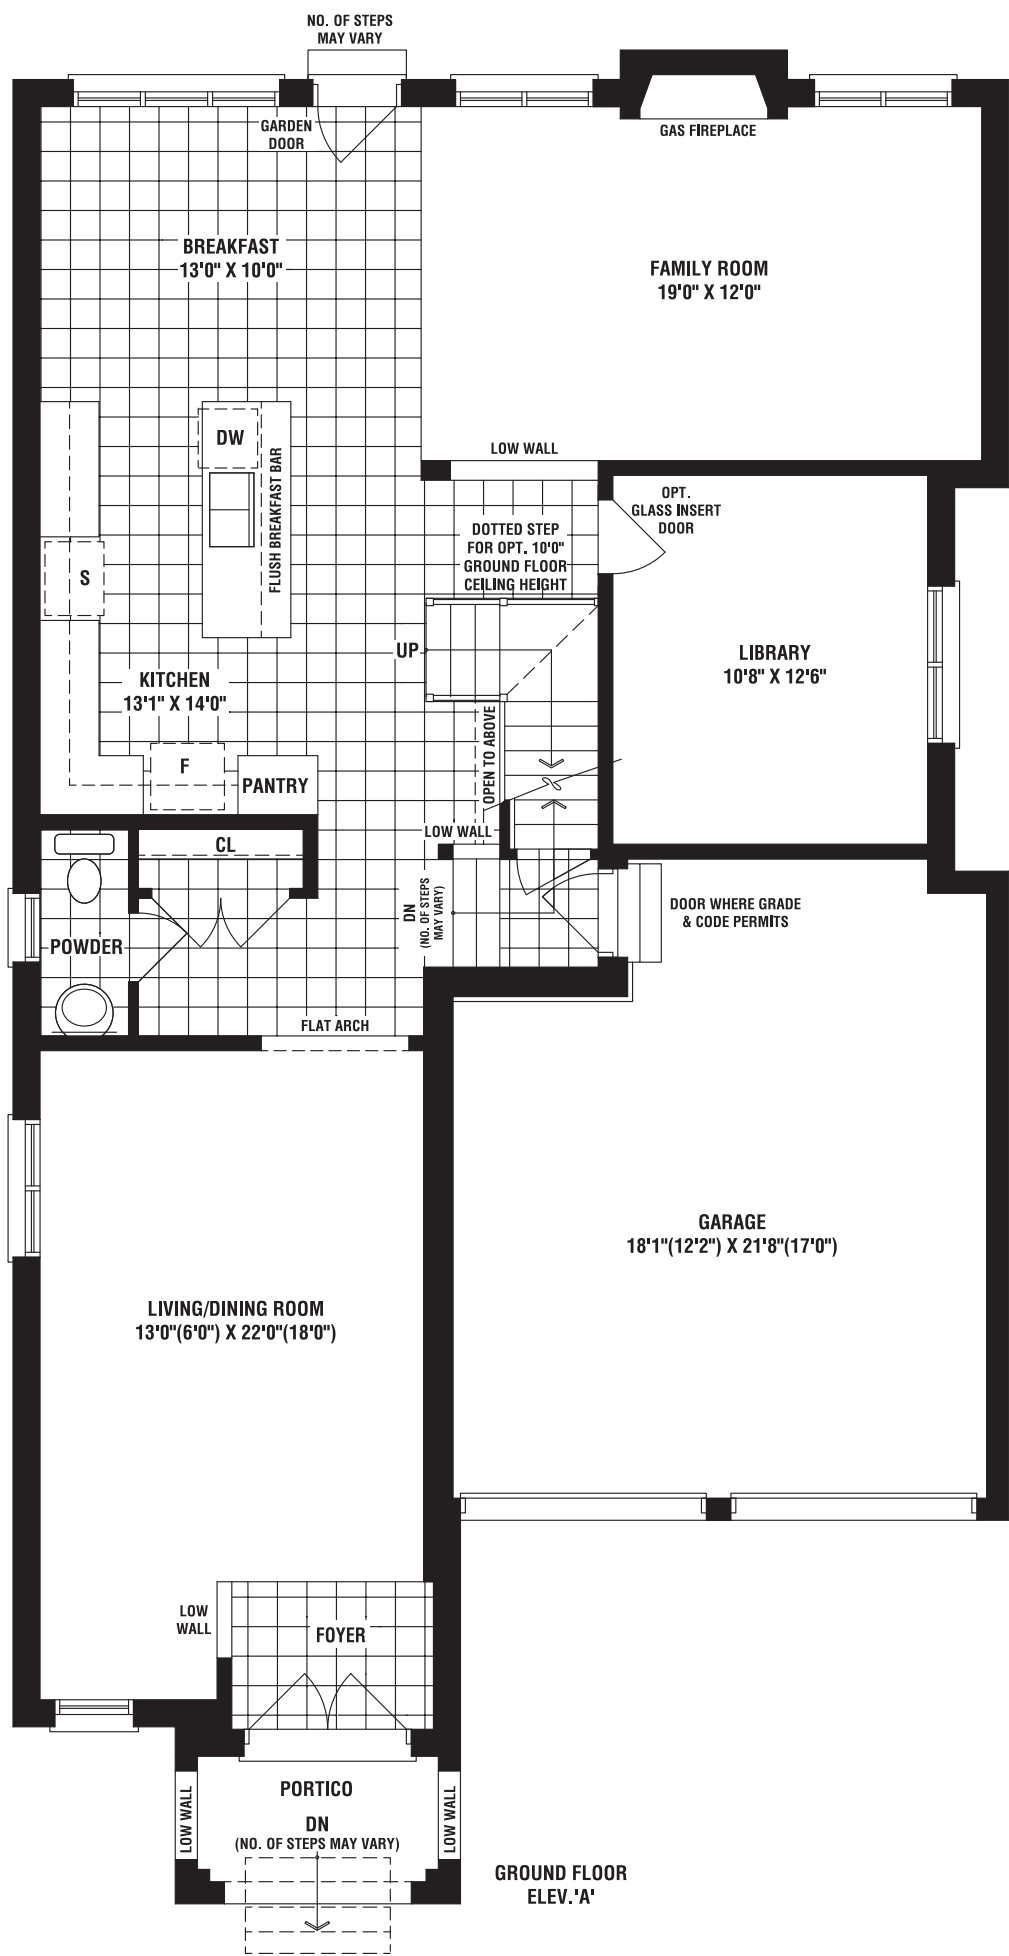 NO. OF STEPS
MAY VARY
GARDEN
DOOR
GAS FIREPLACE
BREAKFAST
13'0" X 10'0"
FAMILY ROOM
19'0" X 12'0"
DW
FLUSH BREAKFAST BAR
LOW WALL
OPT.
GLASS INSERT
DOOR
DOTTED STEP
FOR OPT. 10'0"
GROUND FLOOR
CEILING HEIGHT
S
UP
LIBRARY
10'8" X 12'6"
KITCHEN
13'1" X 14'0"
F
PANTRY
OPEN TO ABOVE
LOW WALL
CL
DN
(NO. OF STEPS
MAY VARY)
DOOR WHERE GRADE
& CODE PERMITS
POWDER
FLAT ARCH
GARAGE
18'1"(12'2") X 21'8"(17'0")
LIVING/DINING ROOM
13'0"(6'0") X 22'0"(18'0")
LOW
WALL
FOYER
PORTICO
LOW WALL
LOW WALL
DN
(NO. OF STEPS MAY VARY)
GROUND FLOOR
ELEV.'A'